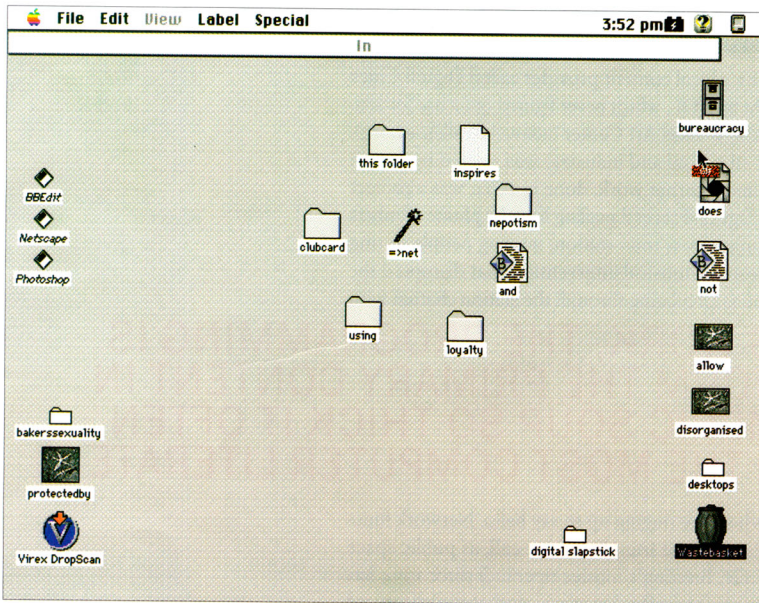 File Edit View Label Special 3:52 pm
In
bureaucracy
this folder
inspires
does
BBEdit
nepotism
clubcard
=>net
Netscape
and
not
Photoshop
using
loyalty
allow
bakerssexuality
disorganised
protectedby
desktops
Virex DropScan
digital slapstick
Wastebasket